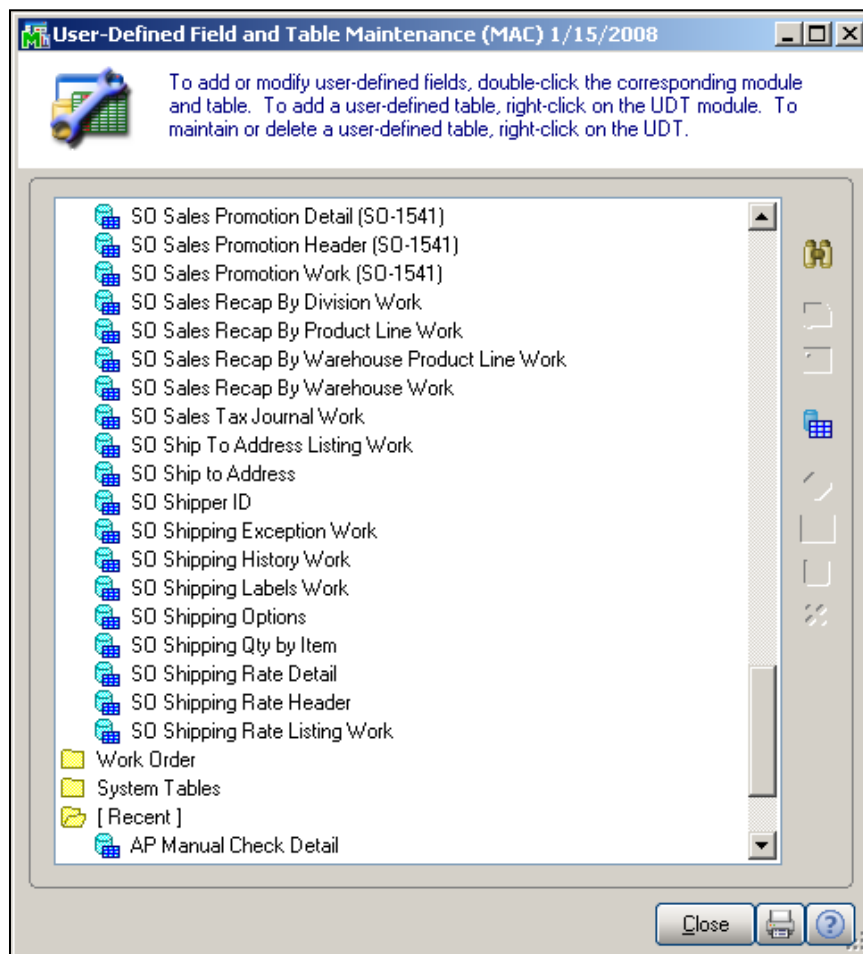 User-Defined Field and Table Maintenance (MAC) 1/15/2008
To add or modify user-defined fields, double-click the corresponding module
and table. To add a user-defined table, right-click on the UDT module. To
maintain or delete a user-defined table, right-click on the UDT.
SO Sales Promotion Detail (SO-1541)
SO Sales Promotion Header (SO-1541)
SO Sales Promotion Work (SO-1541)
SO Sales Recap By Division Work
SO Sales Recap By Product Line Work
SO Sales Recap By Warehouse Product Line Work
SO Sales Recap By Warehouse Work
SO Sales Tax Journal Work
SO Ship To Address Listing Work
SO Ship to Address
SO Shipper ID
SO Shipping Exception Work
SO Shipping History Work
SO Shipping Labels Work
SO Shipping Options
SO Shipping Qty by Item
SO Shipping Rate Detail
SO Shipping Rate Header
SO Shipping Rate Listing Work
Work Order
System Tables
[ Recent ]
AP Manual Check Detail
Close